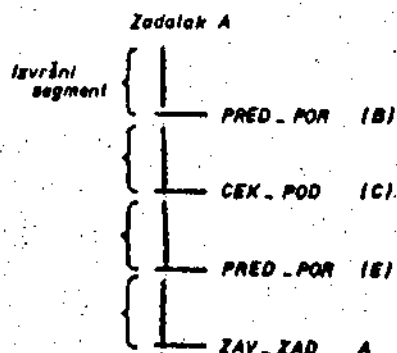 Zadatak A
Izvršni
segment
PRED_POR (B)
CEK_POD (C)
PRED_POR (E)
ZAV_ZAD A